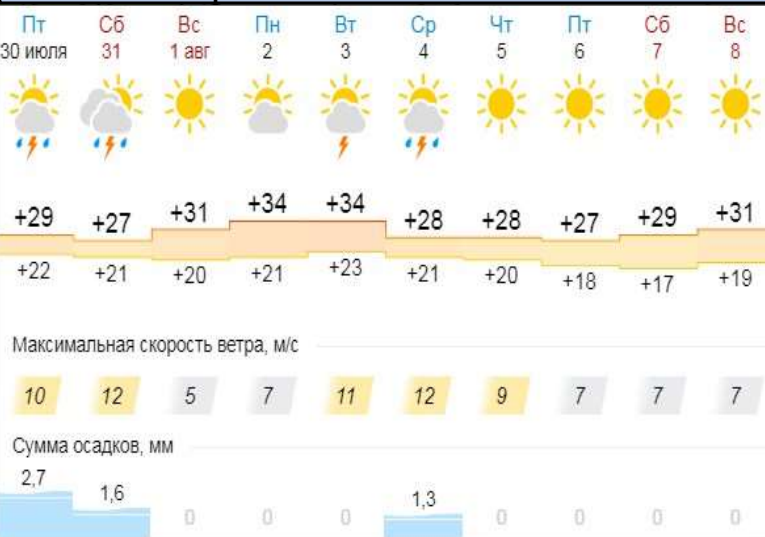 Пт Сб Вс Пн Вт Ср Чт Пт Сб Вс
30 июля 31 1 авг 2 3 4 5 6 7 8
+29 +27 +31 +34 +34 +28 +28 +27 +29 +31
+22 +21 +20 +21 +23 +21 +20 +18 +17 +19
Максимальная скорость ветра, м/с
10 12 5 7 11 12 9 7 7 7
Сумма осадков, мм
2,7 1,6 0 0 0 1,3 0 0 0 0